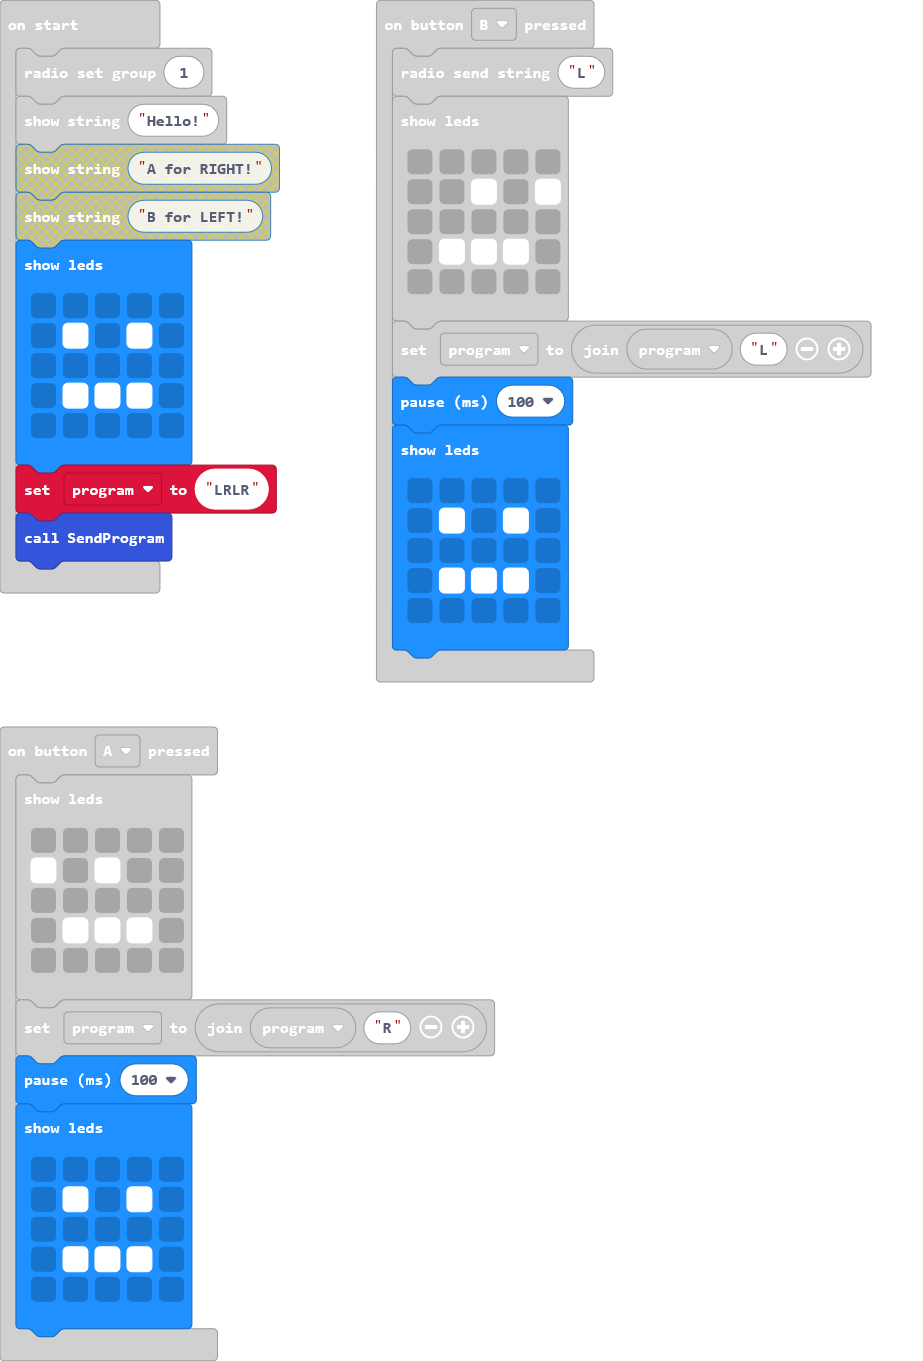 on start
radio set group 1
show string "Hello!"
show string "A for RIGHT!"
show string "B for LEFT!"
show leds
set program to "LRLR"
call SendProgram
on button B pressed
radio send string "L"
show leds
set program to join program "L"
pause (ms) 100
show leds
on button A pressed
show leds
set program to join program "R"
pause (ms) 100
show leds